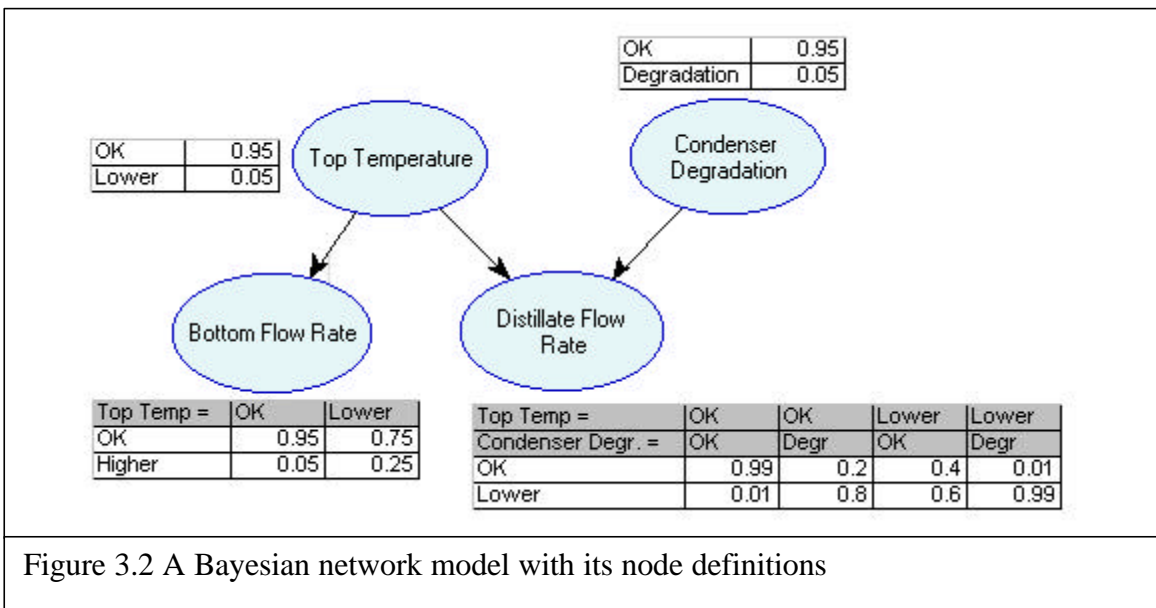 OK 0.95
Degradation 0.05
OK 0.95
Lower 0.05
Top Temperature
Condenser
Degradation
Bottom Flow Rate
Distillate Flow
Rate
Top Temp = OK Lower
OK 0.95 0.75
Higher 0.05 0.25
Top Temp = OK OK Lower Lower
Condenser Degr. = OK Degr OK Degr
OK 0.99 0.2 0.4 0.01
Lower 0.01 0.8 0.6 0.99
Figure 3.2 A Bayesian network model with its node definitions